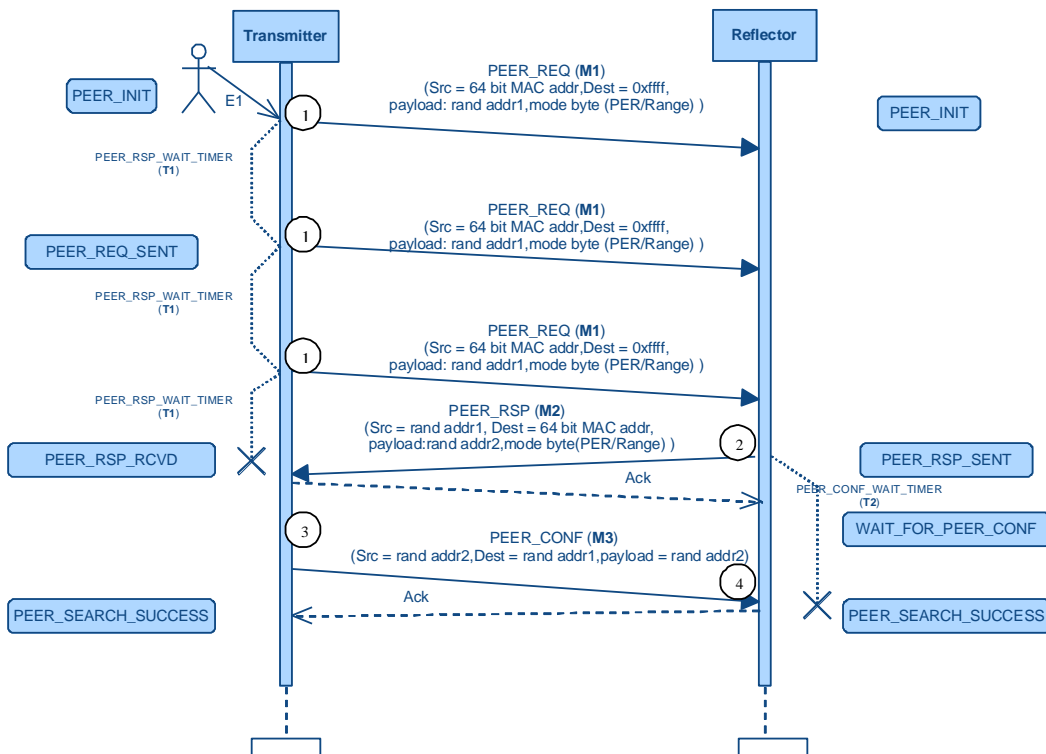 Transmitter
Reflector
PEER_INIT
E1
1
PEER_REQ (M1)
(Src = 64 bit MAC addr,Dest = 0xffff,
payload: rand addr1,mode byte (PER/Range) )
PEER_INIT
PEER_RSP_WAIT_TIMER
(T1)
PEER_REQ_SENT
1
PEER_REQ (M1)
(Src = 64 bit MAC addr,Dest = 0xffff,
payload: rand addr1,mode byte (PER/Range) )
PEER_RSP_WAIT_TIMER
(T1)
1
PEER_REQ (M1)
(Src = 64 bit MAC addr,Dest = 0xffff,
payload: rand addr1,mode byte (PER/Range) )
PEER_RSP_WAIT_TIMER
(T1)
PEER_RSP (M2)
(Src = rand addr1, Dest = 64 bit MAC addr,
payload:rand addr2,mode byte(PER/Range) )
2
PEER_RSP_RCVD
PEER_RSP_SENT
Ack
PEER_CONF_WAIT_TIMER
(T2)
WAIT_FOR_PEER_CONF
3
PEER_CONF (M3)
(Src = rand addr2,Dest = rand addr1,payload = rand addr2)
4
Ack
PEER_SEARCH_SUCCESS
PEER_SEARCH_SUCCESS